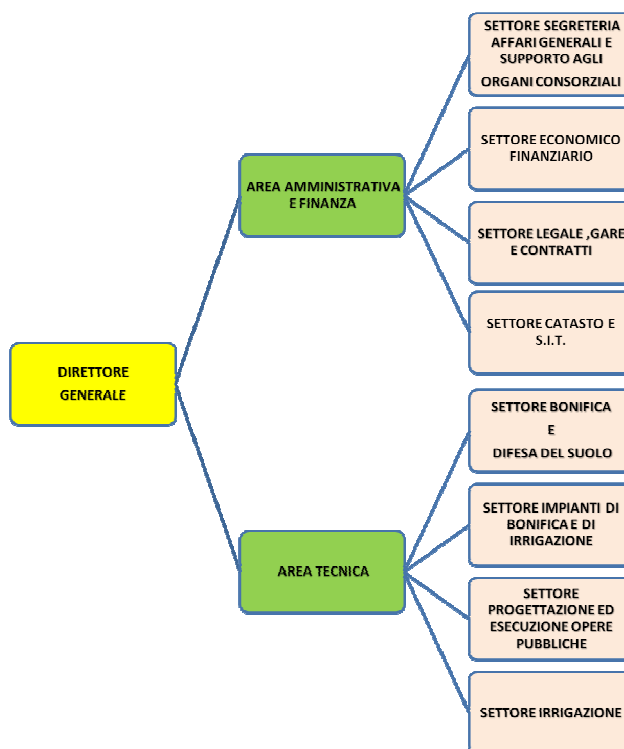 SETTORE SEGRETERIA
AFFARI GENERALI E
SUPPORTO AGLI
ORGANI CONSORZIALI
SETTORE ECONOMICO
FINANZIARIO
AREA AMMINISTRATIVA
E FINANZA
SETTORE LEGALE ,GARE
E CONTRATTI
SETTORE CATASTO E
S.I.T.
DIRETTORE
GENERALE
SETTORE BONIFICA
E
DIFESA DEL SUOLO
SETTORE IMPIANTI DI
BONIFICA E DI
IRRIGAZIONE
AREA TECNICA
SETTORE
PROGETTAZIONE ED
ESECUZIONE OPERE
PUBBLICHE
SETTORE IRRIGAZIONE